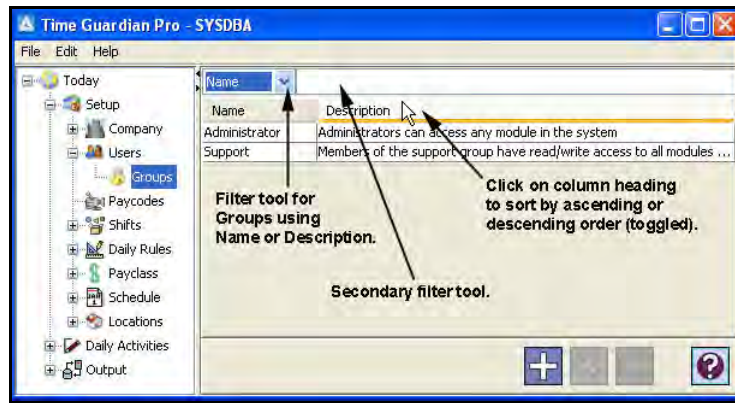 Time Guardian Pro - SYSDBA
File Edit Help
Today
Setup
Company
Users
Groups
Paycodes
Shifts
Daily Rules
Payclass
Schedule
Locations
Daily Activities
Output
Name
Name Description
Administrator Administrators can access any module in the system
Support Members of the support group have read/write access to all modules ...
Filter tool for
Groups using
Name or Description.
Click on column heading
to sort by ascending or
descending order (toggled).
Secondary filter tool.